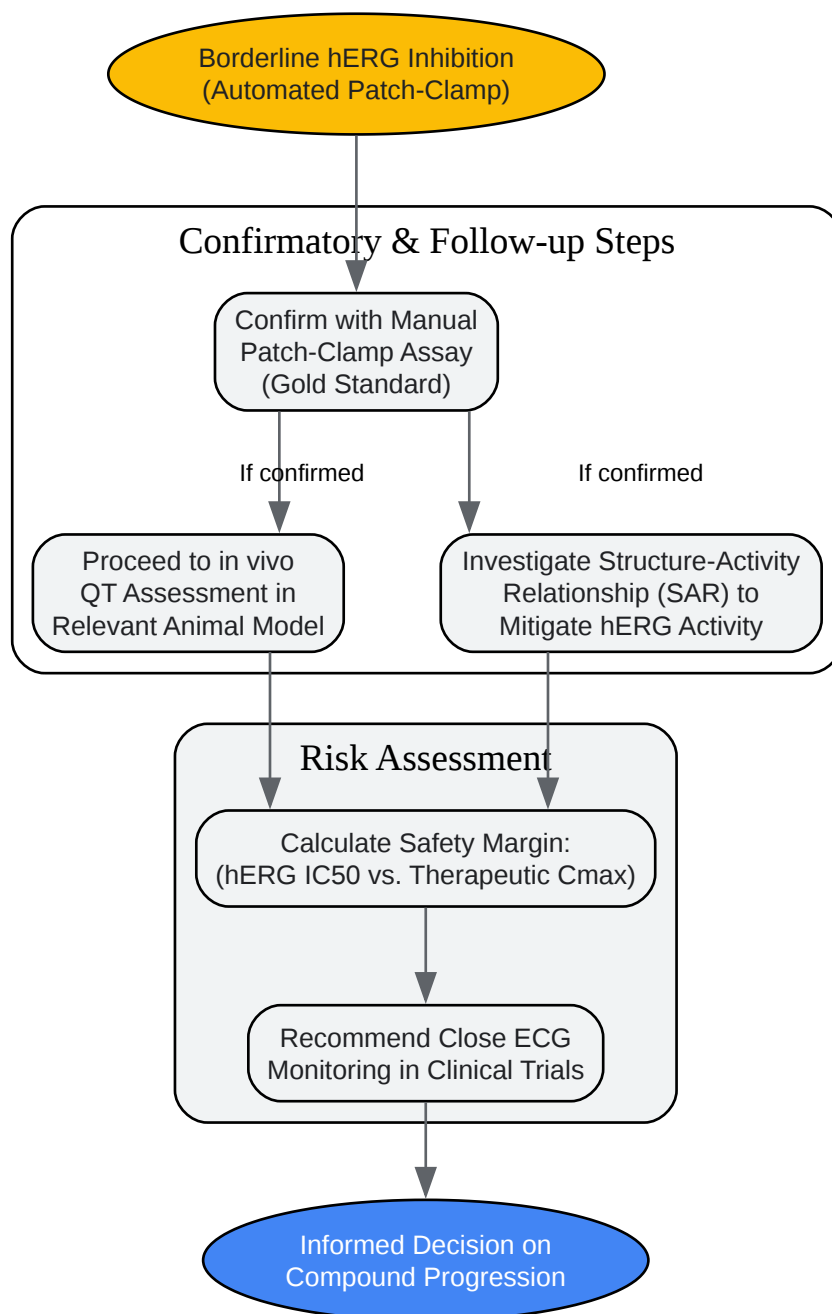 Borderline hERG Inhibition
(Automated Patch-Clamp)
Confirmatory & Follow-up Steps
Confirm with Manual
Patch-Clamp Assay
(Gold Standard)
If confirmed
If confirmed
Proceed to in vivo
QT Assessment in
Relevant Animal Model
Investigate Structure-Activity
Relationship (SAR) to
Mitigate hERG Activity
Risk Assessment
Calculate Safety Margin:
(hERG IC50 vs. Therapeutic Cmax)
Recommend Close ECG
Monitoring in Clinical Trials
Informed Decision on
Compound Progression